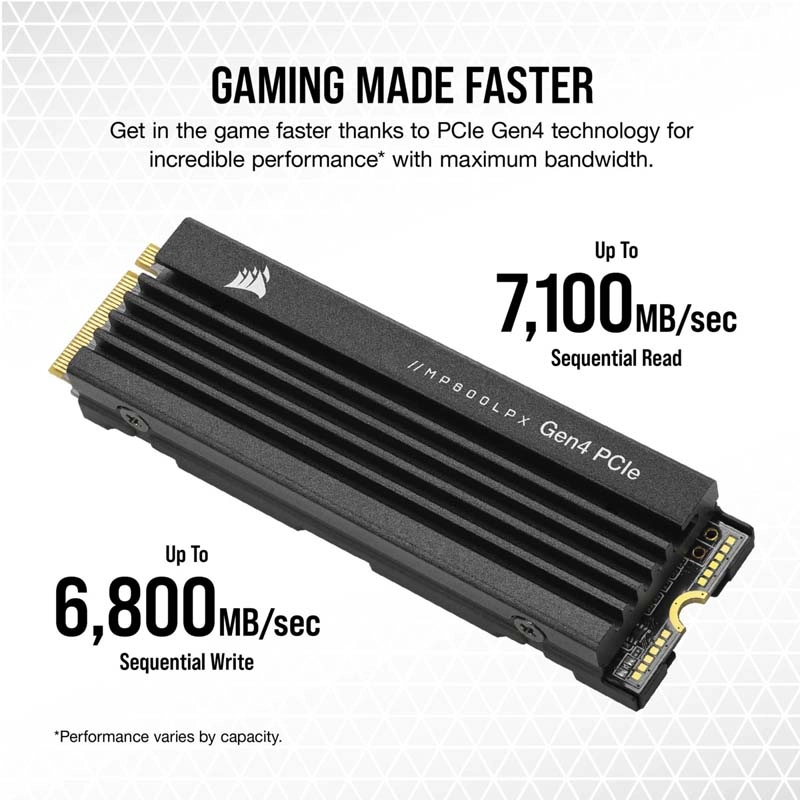 GAMING MADE FASTER
Get in the game faster thanks to PCIe Gen4 technology for
incredible performance* with maximum bandwidth.
Up To
7,100MB/sec
Sequential Read
//MP600LPX Gen4 PCIe
Up To
6,800MB/sec
Sequential Write
*Performance varies by capacity.